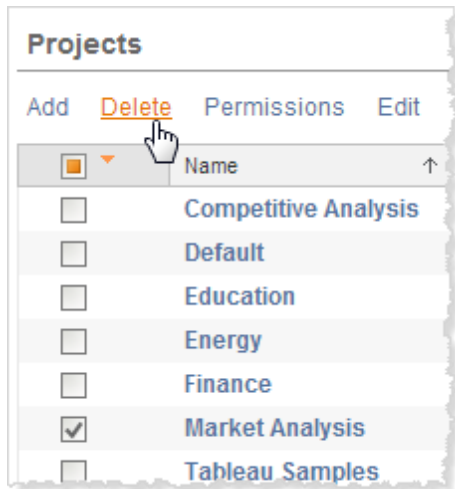 Projects
Add Delete Permissions Edit
Name
Competitive Analysis
Default
Education
Energy
Finance
Market Analysis
Tableau Samples